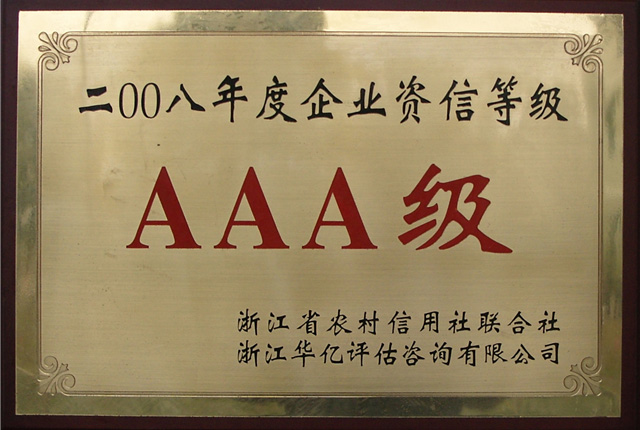 二00八年度企业资信等级
AAA级
浙江省农村信用社联合社
浙江华亿评估咨询有限公司